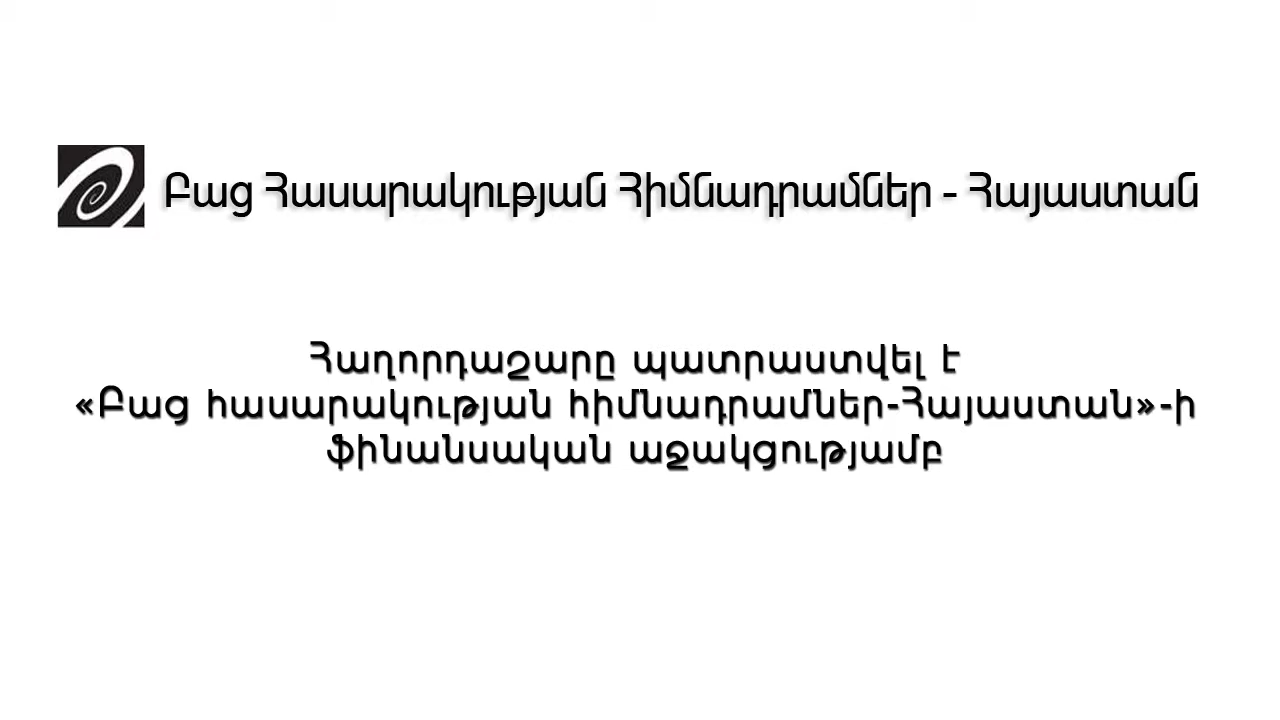 Բաց Հասարակության Հիմնադրամներ - Հայաստան
Հաղորդաշարը պատրաստվել է
«Բաց հասարակության հիմնադրամներ-Հայաստան»-ի
ֆինանսական աջակցությամբ